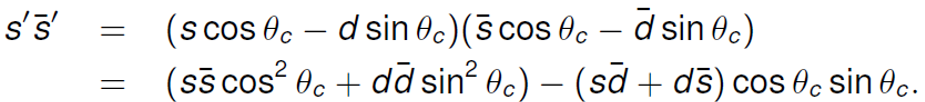 s′s̄′ = (s cos θc − d sin θc)(s̄ cos θc − d̄ sin θc)
= (ss̄ cos² θc + dd̄ sin² θc) − (sd̄ + ds̄) cos θc sin θc.